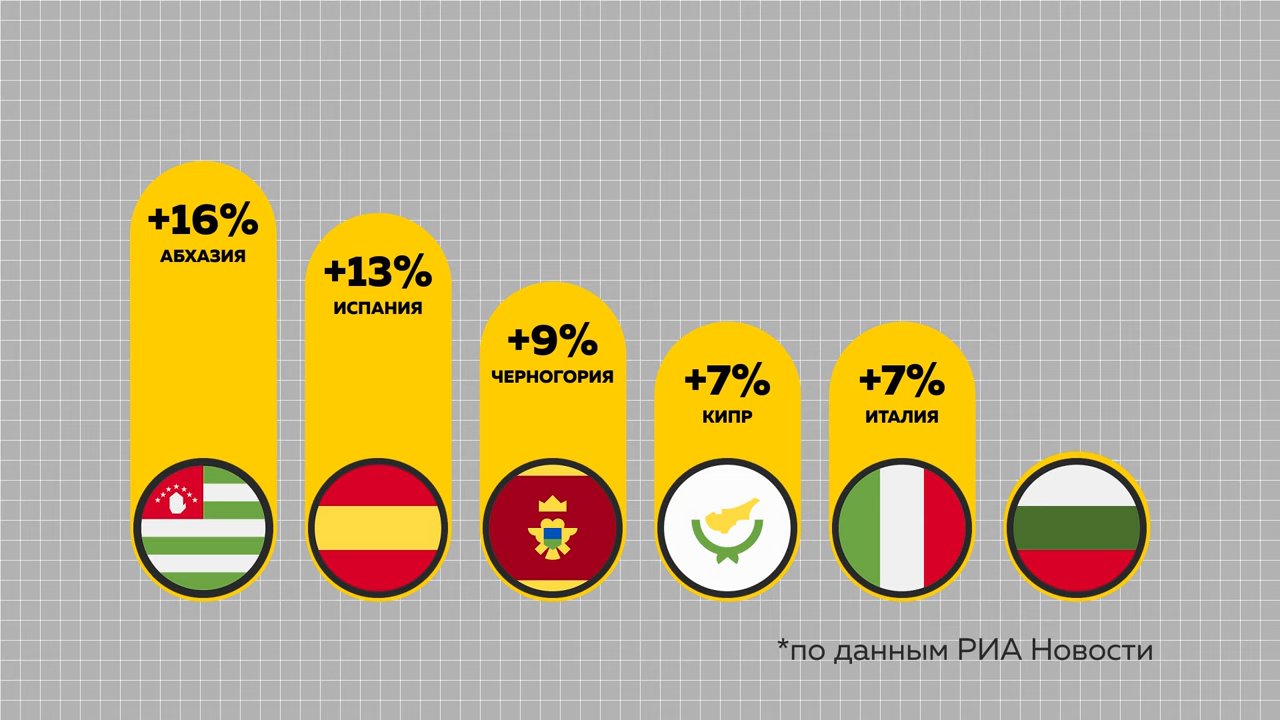 +16%
АБХАЗИЯ
+13%
ИСПАНИЯ
+9%
ЧЕРНОГОРИЯ
+7%
КИПР
+7%
ИТАЛИЯ
*по данным РИА Новости